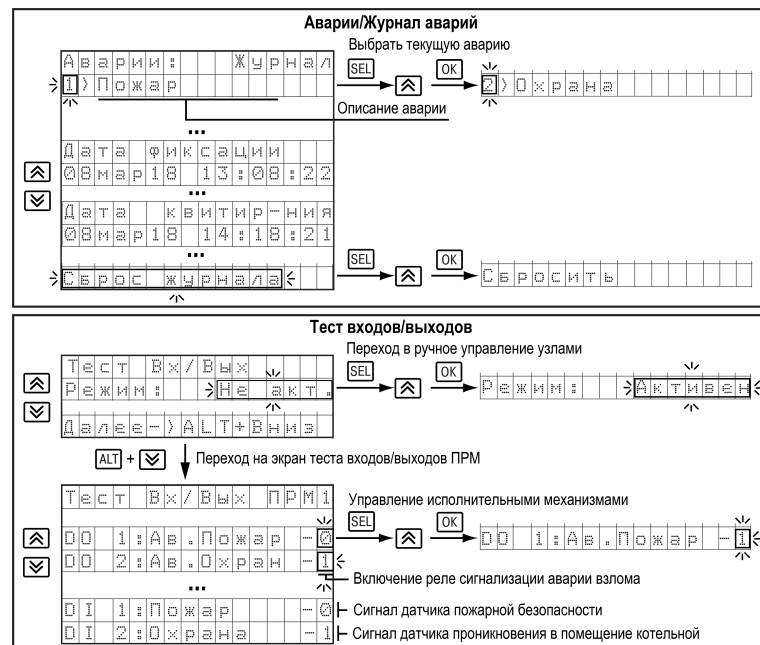 Аварии/Журнал аварий
Выбрать текущую аварию
Аварии: Журнал
SEL
OK
1>Пожар
2>Охрана
Описание аварии
...
Дата фиксации
08мар18 13:08:22
...
Дата квитир-ния
08мар18 14:18:21
...
SEL
OK
Сброс журнала
Сбросить
Тест входов/выходов
Переход в ручное управление узлами
Тест Вх/Вых
SEL
OK
Режим: Не акт.
Режим: Активен
Далее->ALT+Вниз
ALT +
Переход на экран теста входов/выходов ПРМ
Тест Вх/Вых ПРМ1
Управление исполнительными механизмами
SEL
OK
DO 1:Ав.Пожар -0
DO 1:Ав.Пожар -1
DO 2:Ав.Охран -1
Включение реле сигнализации аварии взлома
...
DI 1:Пожар -0
Сигнал датчика пожарной безопасности
DI 2:Охрана -1
Сигнал датчика проникновения в помещение котельной